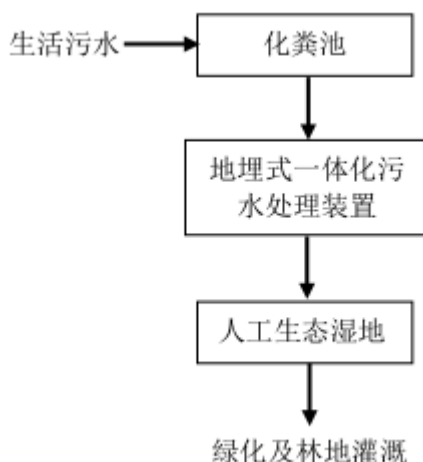 生活污水
化粪池
地埋式一体化污
水处理装置
人工生态湿地
绿化及林地灌溉